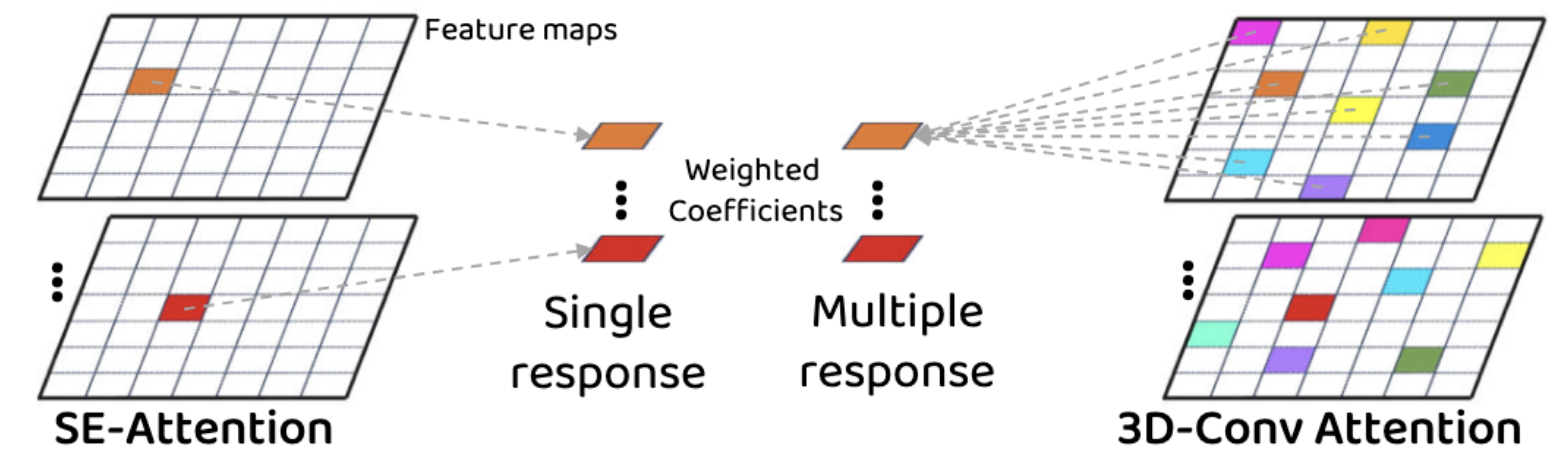 Feature maps
Weighted
Coefficients
Single
response
Multiple
response
SE-Attention
3D-Conv Attention